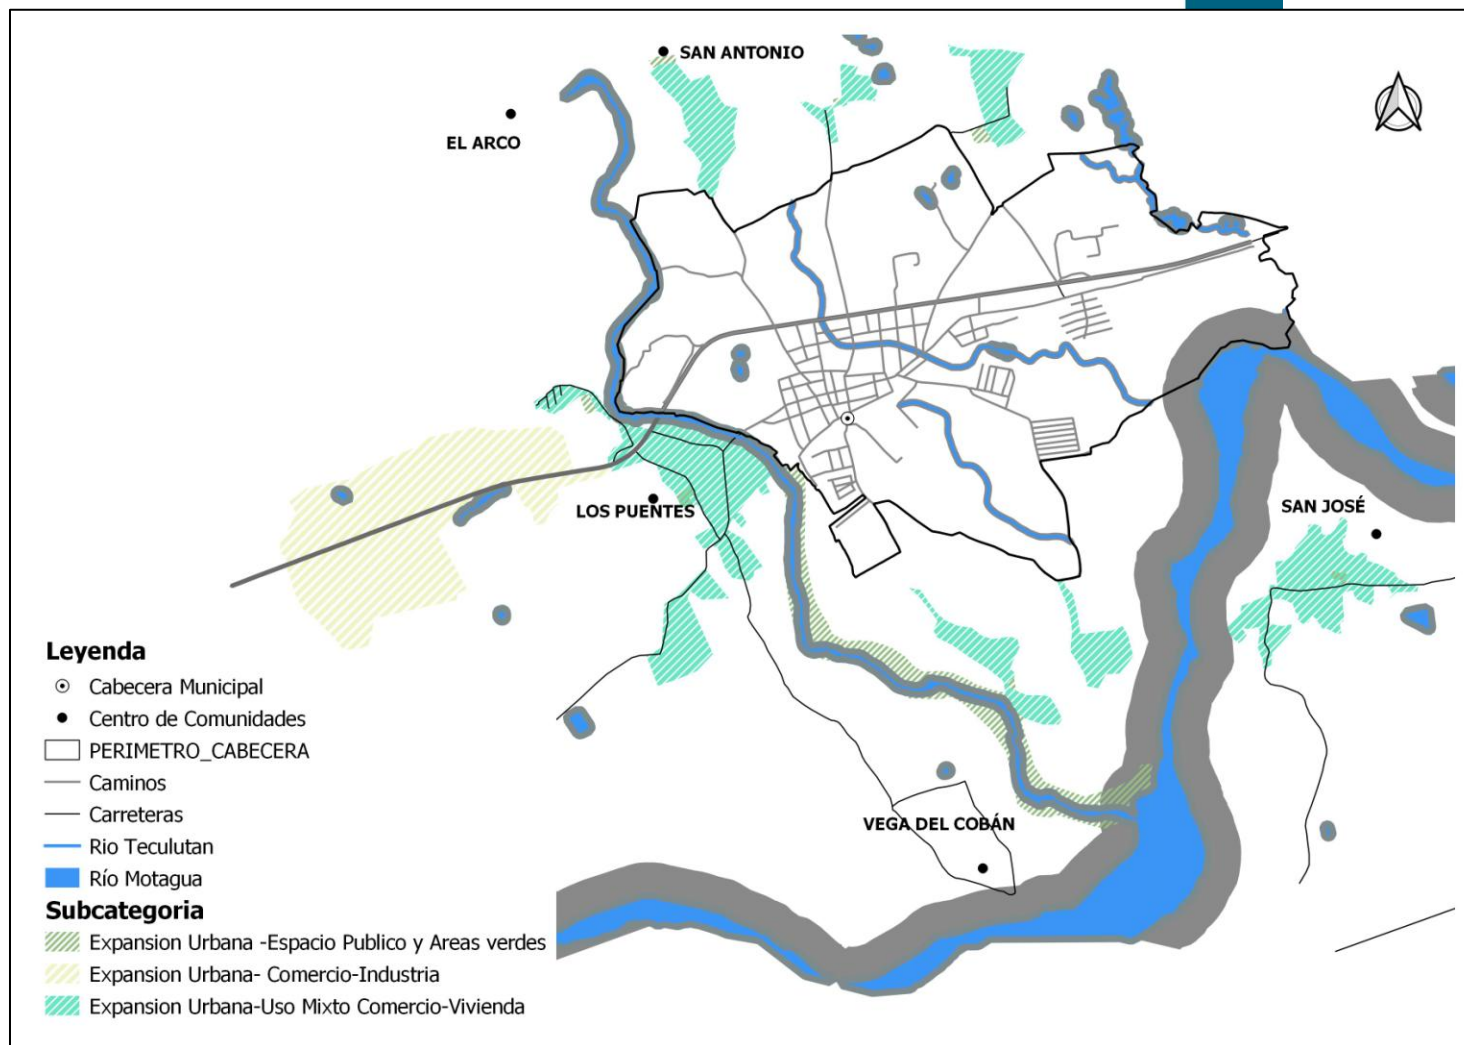 SAN ANTONIO
EL ARCO
LOS PUENTES
SAN JOSÉ
VEGA DEL COBÁN
Leyenda
Cabecera Municipal
Centro de Comunidades
PERIMETRO_CABECERA
Caminos
Carreteras
Rio Teculutan
Río Motagua
Subcategoria
Expansion Urbana -Espacio Publico y Areas verdes
Expansion Urbana- Comercio-Industria
Expansion Urbana-Uso Mixto Comercio-Vivienda